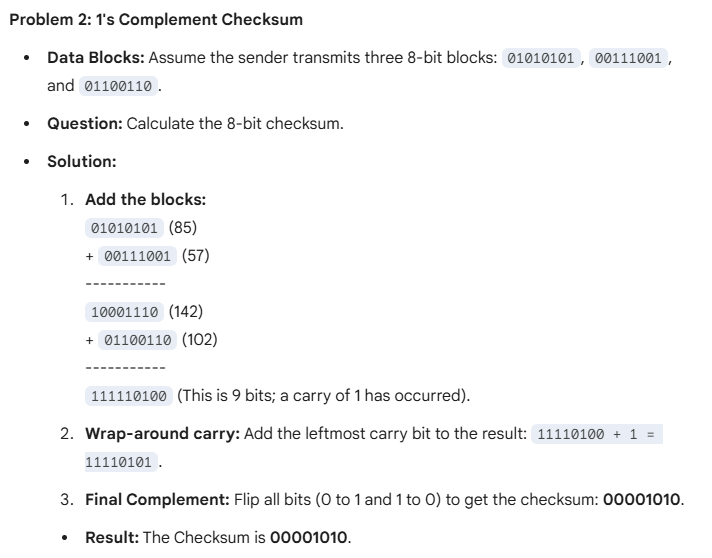 Problem 2: 1's Complement Checksum
• Data Blocks: Assume the sender transmits three 8-bit blocks: 01010101 , 00111001 ,
and 01100110 .
• Question: Calculate the 8-bit checksum.
• Solution:
1. Add the blocks:
01010101 (85)
+ 00111001 (57)
-----------
10001110 (142)
+ 01100110 (102)
-----------
111110100 (This is 9 bits; a carry of 1 has occurred).
2. Wrap-around carry: Add the leftmost carry bit to the result: 11110100 + 1 =
11110101 .
3. Final Complement: Flip all bits (0 to 1 and 1 to 0) to get the checksum: 00001010.
• Result: The Checksum is 00001010.